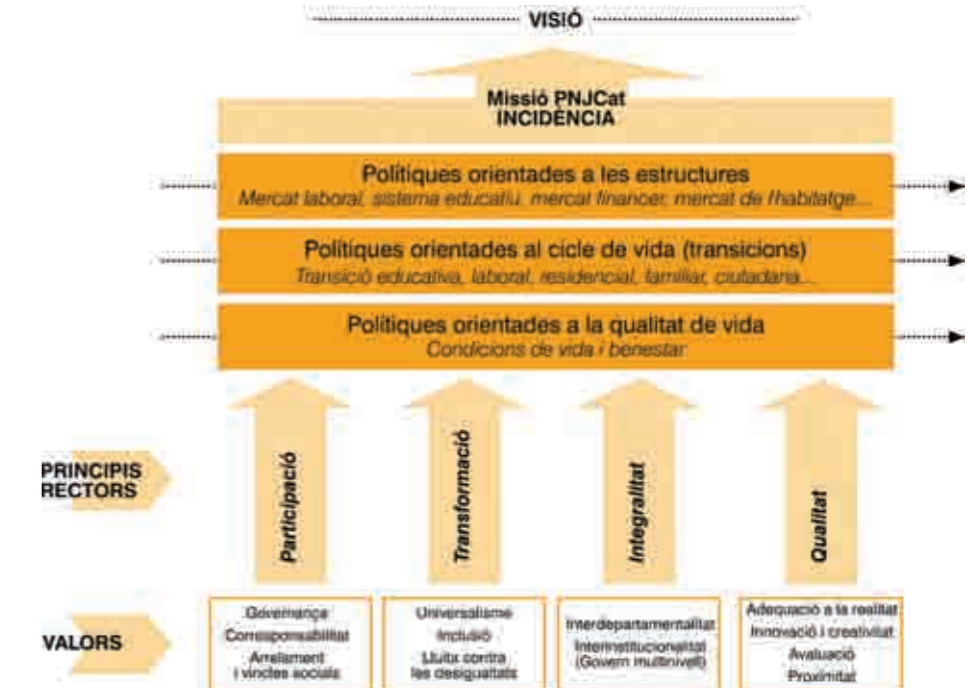 VISIÓ
Missió PNJCat
INCIDÈNCIA
Polítiques orientades a les estructures
Mercat laboral, sistema educatiu, mercat financer, mercat de l'habitatge...
Polítiques orientades al cicle de vida (transicions)
Transició educativa, laboral, residencial, familiar, ciutadana...
Polítiques orientades a la qualitat de vida
Condicions de vida i benestar
PRINCIPIS
RECTORS
Participació
Transformació
Integralitat
Qualitat
VALORS
Governança
Corresponsabilitat
Arrelament
i vincles socials
Universalisme
Inclusió
Lluita contra
les desigualtats
Interdepartamentalitat
Interinstitucionalitat
(Govern multinivell)
Adequació a la realitat
Innovació i creativitat
Avaluació
Proximitat